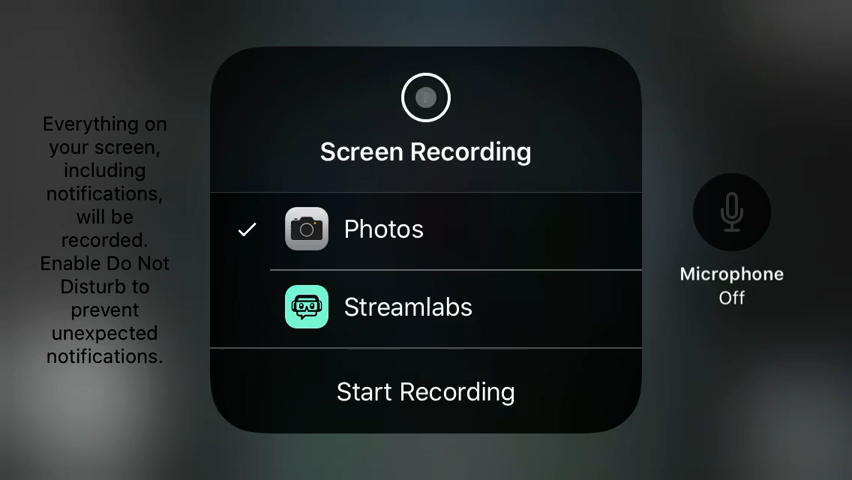 Everything on
your screen,
including
notifications,
will be
recorded.
Enable Do Not
Disturb to
prevent
unexpected
notifications.
Screen Recording
Photos
Streamlabs
Start Recording
Microphone
Off